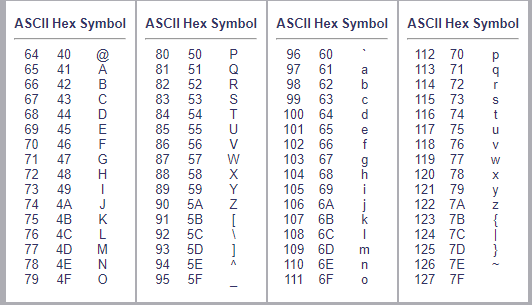 ASCII Hex Symbol ASCII Hex Symbol ASCII Hex Symbol ASCII Hex Symbol
64 40 @ 80 50 P 96 60 ` 112 70 p
65 41 A 81 51 Q 97 61 a 113 71 q
66 42 B 82 52 R 98 62 b 114 72 r
67 43 C 83 53 S 99 63 c 115 73 s
68 44 D 84 54 T 100 64 d 116 74 t
69 45 E 85 55 U 101 65 e 117 75 u
70 46 F 86 56 V 102 66 f 118 76 v
71 47 G 87 57 W 103 67 g 119 77 w
72 48 H 88 58 X 104 68 h 120 78 x
73 49 I 89 59 Y 105 69 i 121 79 y
74 4A J 90 5A Z 106 6A j 122 7A z
75 4B K 91 5B [ 107 6B k 123 7B {
76 4C L 92 5C \ 108 6C l 124 7C |
77 4D M 93 5D ] 109 6D m 125 7D }
78 4E N 94 5E ^ 110 6E n 126 7E ~
79 4F O 95 5F _ 111 6F o 127 7F